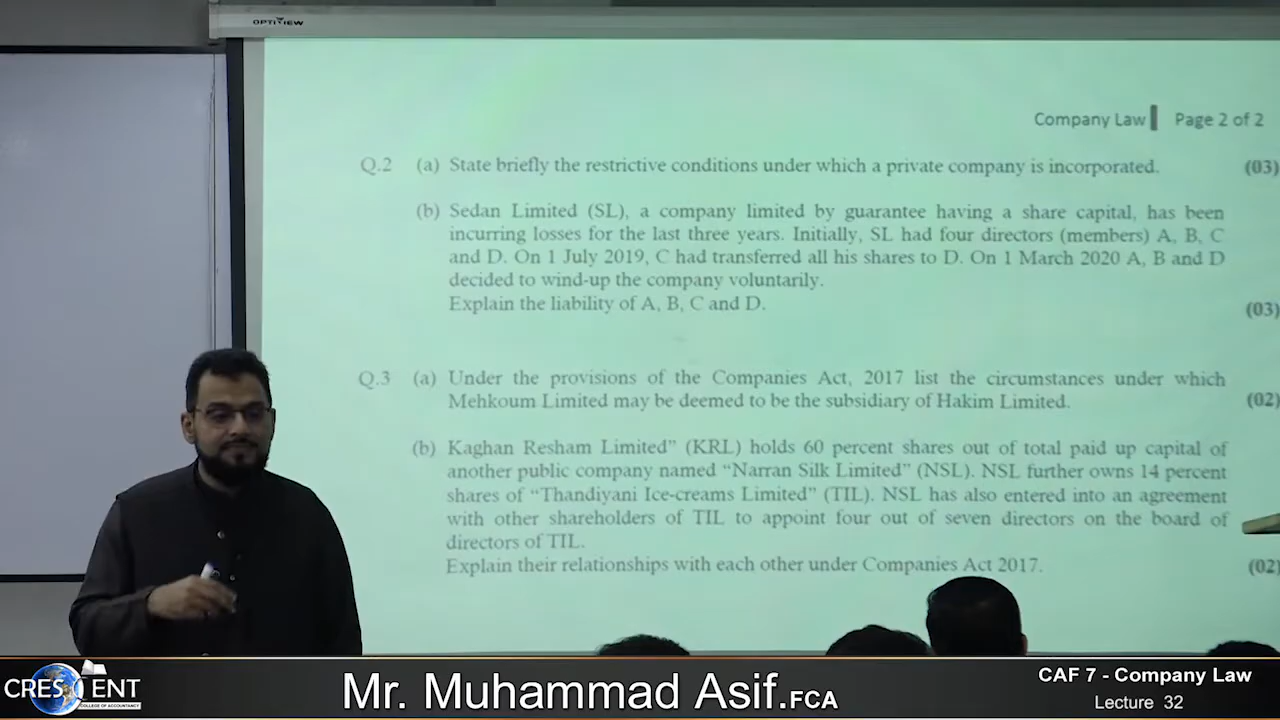 OPTIVIEW
Company Law Page 2 of 2
Q.2 (a) State briefly the restrictive conditions under which a private company is incorporated. (03)
(b) Sedan Limited (SL), a company limited by guarantee having a share capital, has been
incurring losses for the last three years. Initially, SL had four directors (members) A, B, C
and D. On 1 July 2019, C had transferred all his shares to D. On 1 March 2020 A, B and D
decided to wind-up the company voluntarily.
Explain the liability of A, B, C and D. (03)
Q.3 (a) Under the provisions of the Companies Act, 2017 list the circumstances under which
Mehkoum Limited may be deemed to be the subsidiary of Hakim Limited. (02)
(b) Kaghan Resham Limited” (KRL) holds 60 percent shares out of total paid up capital of
another public company named “Narran Silk Limited” (NSL). NSL further owns 14 percent
shares of “Thandiyani Ice-creams Limited” (TIL). NSL has also entered into an agreement
with other shareholders of TIL to appoint four out of seven directors on the board of
directors of TIL.
Explain their relationships with each other under Companies Act 2017. (02)
CRESCENT
COLLEGE OF ACCOUNTANCY
Mr. Muhammad Asif.FCA
CAF 7 - Company Law
Lecture 32